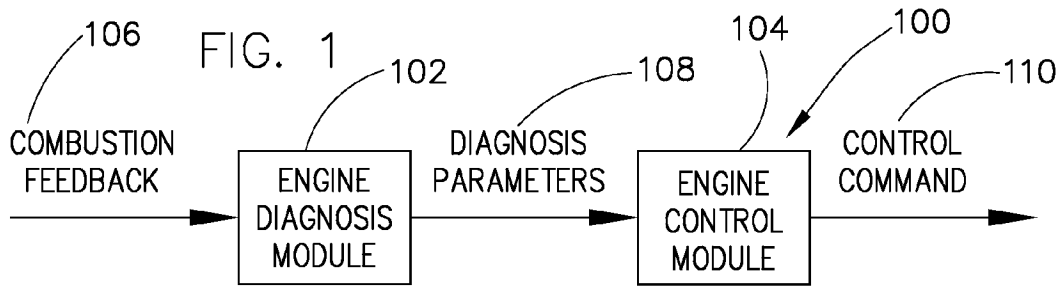 106
FIG. 1
102
108
104
100
110
COMBUSTION
FEEDBACK
ENGINE
DIAGNOSIS
MODULE
DIAGNOSIS
PARAMETERS
ENGINE
CONTROL
MODULE
CONTROL
COMMAND